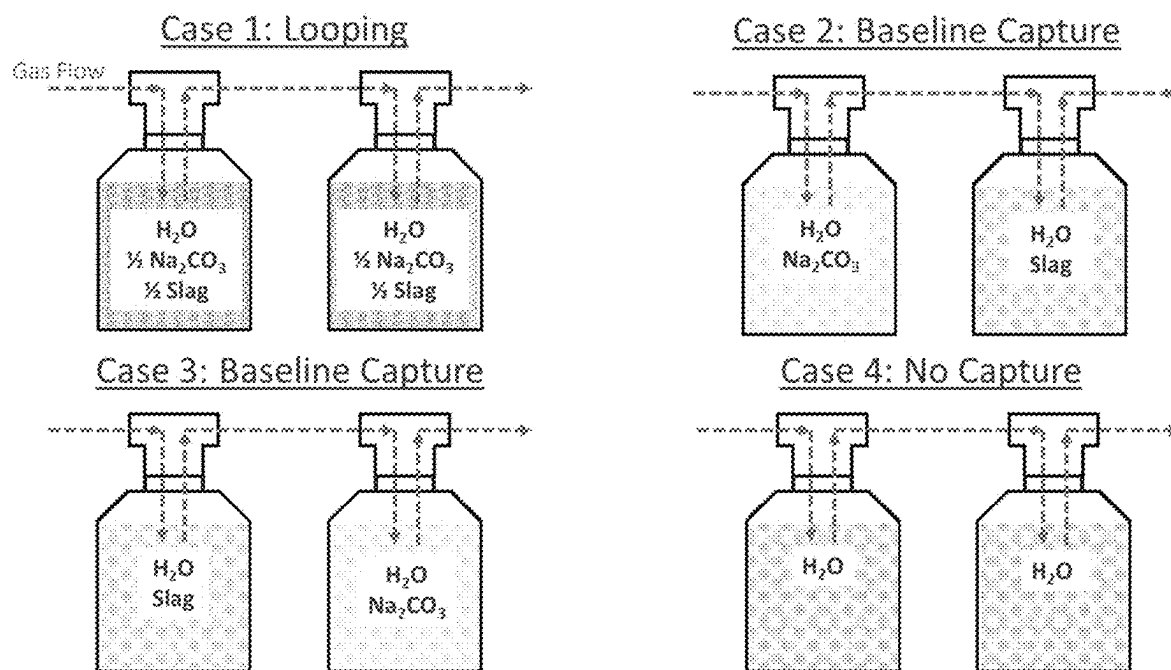 Case 1: Looping
Gas Flow
H₂O
½ Na₂CO₃
½ Slag
H₂O
½ Na₂CO₃
½ Slag
Case 2: Baseline Capture
H₂O
Na₂CO₃
H₂O
Slag
Case 3: Baseline Capture
H₂O
Slag
H₂O
Na₂CO₃
Case 4: No Capture
H₂O
H₂O